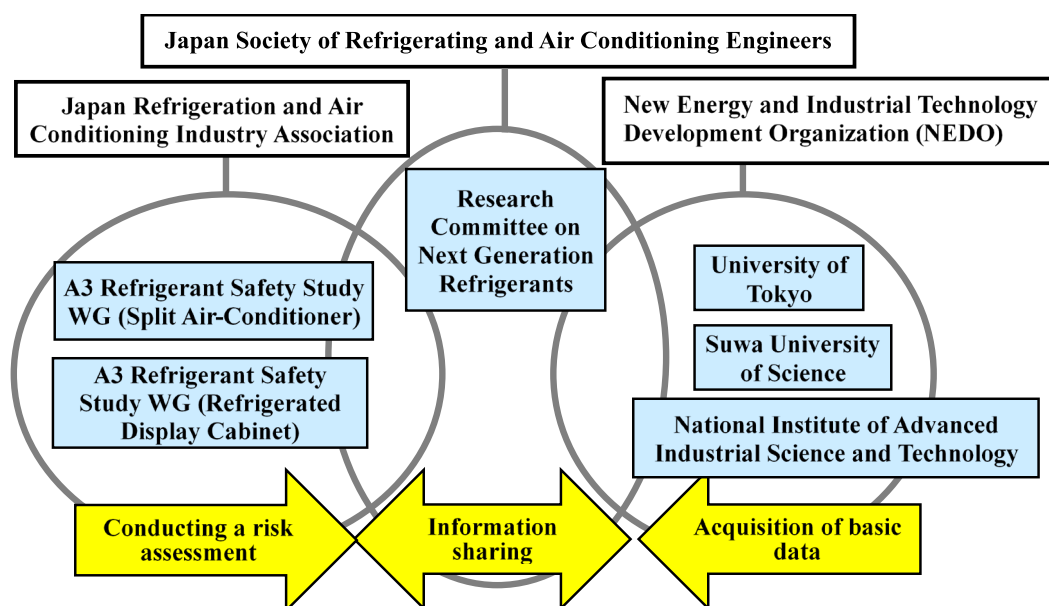 Japan Society of Refrigerating and Air Conditioning Engineers
Japan Refrigeration and Air
Conditioning Industry Association
New Energy and Industrial Technology
Development Organization (NEDO)
Research
Committee on
Next Generation
Refrigerants
A3 Refrigerant Safety Study
WG (Split Air-Conditioner)
A3 Refrigerant Safety
Study WG (Refrigerated
Display Cabinet)
University of
Tokyo
Suwa University
of Science
National Institute of Advanced
Industrial Science and Technology
Conducting a risk
assessment
Information
sharing
Acquisition of basic
data